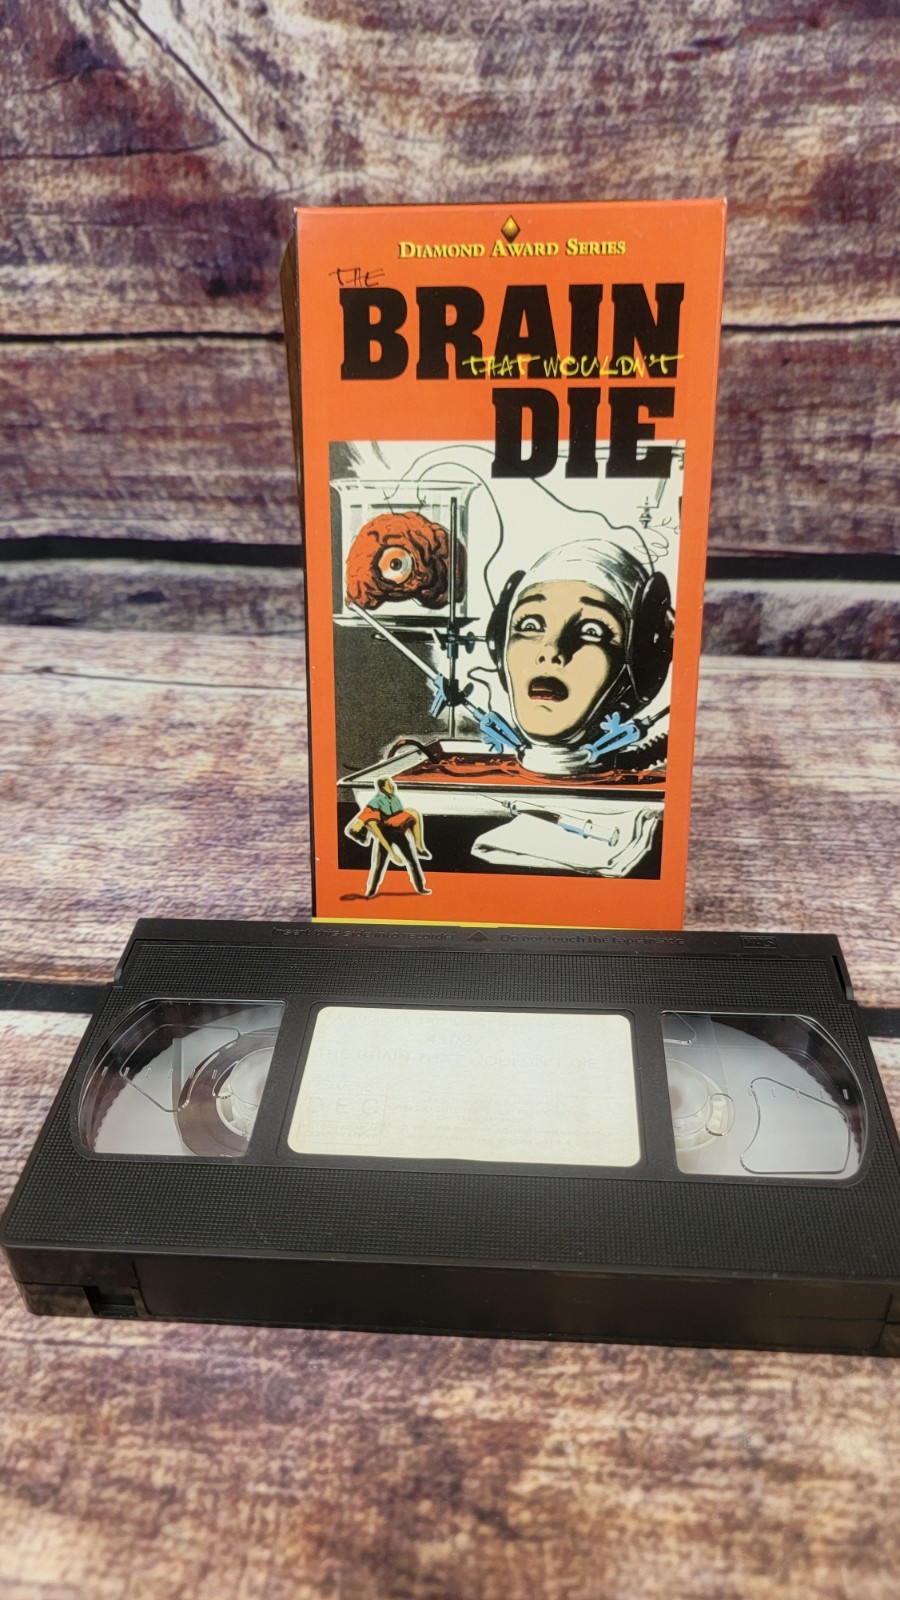 DIAMOND AWARD SERIES
THE
BRAIN
THAT WOULDN'T
DIE
Insert this side into recorder Do not touch the tape inside
VHS
THE BRAIN THAT WOULDN'T DIE